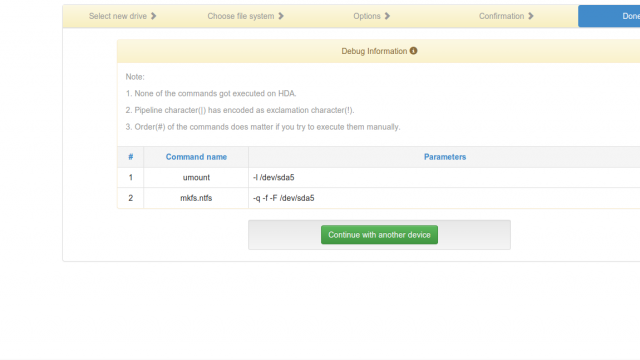 Select new drive
Choose file system
Options
Confirmation
Done
Debug Information
Note:
1. None of the commands got executed on HDA.
2. Pipeline character(|) has encoded as exclamation character(!).
3. Order(#) of the commands does matter if you try to execute them manually.
# Command name Parameters
1 umount -l /dev/sda5
2 mkfs.ntfs -q -f -F /dev/sda5
Continue with another device